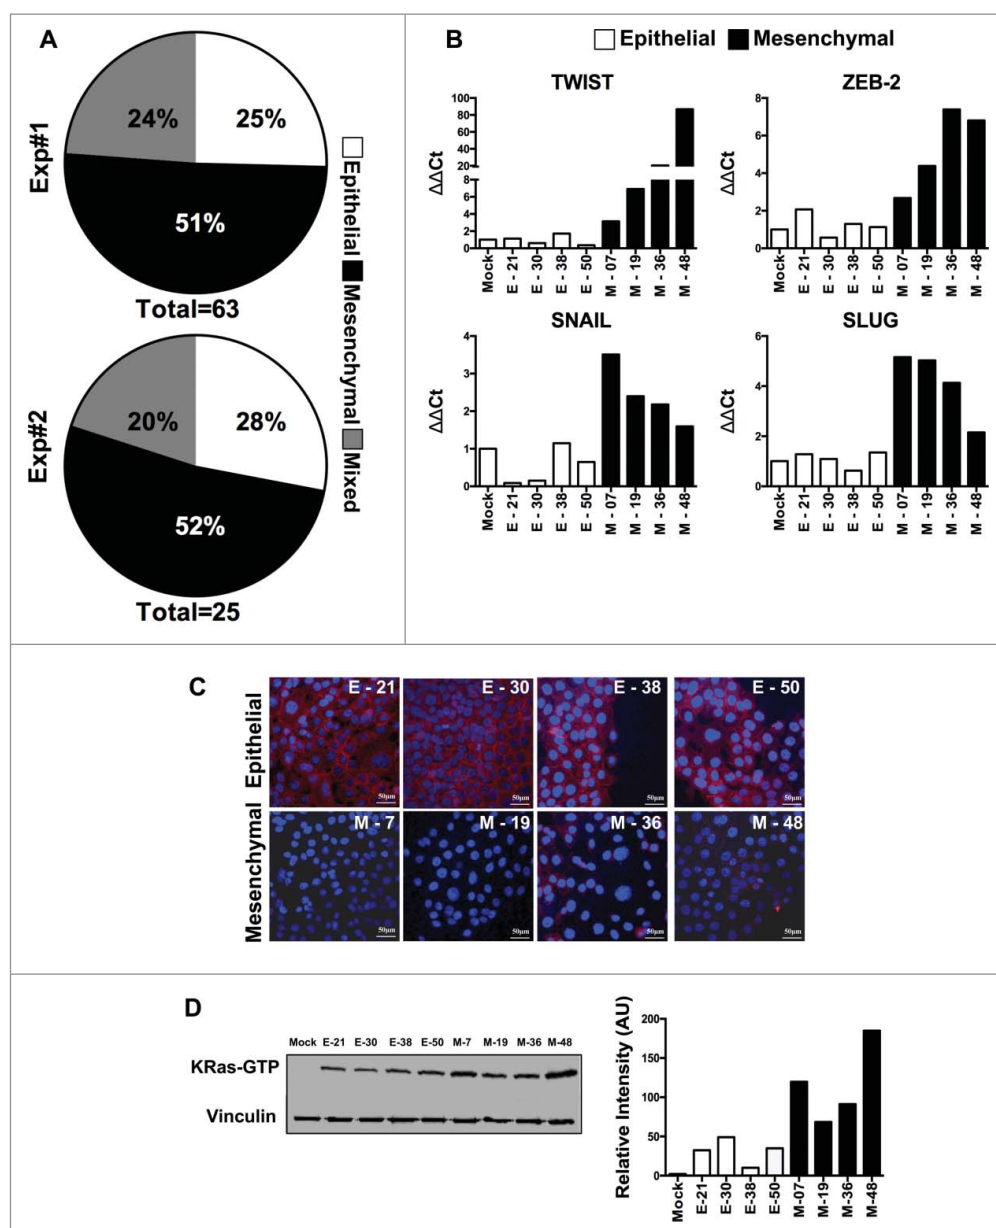 A
Exp#1
24%
25%
51%
Total=63
Exp#2
20%
28%
52%
Total=25
Epithelial Mesenchymal Mixed
B
Epithelial Mesenchymal
TWIST
ΔΔCt
100
80
60
40
20
8
6
4
2
0
Mock E - 21 E - 30 E - 38 E - 50 M - 07 M - 19 M - 36 M - 48
ZEB-2
ΔΔCt
8
6
4
2
0
Mock E - 21 E - 30 E - 38 E - 50 M - 07 M - 19 M - 36 M - 48
SNAIL
ΔΔCt
4
3
2
1
0
Mock E - 21 E - 30 E - 38 E - 50 M - 07 M - 19 M - 36 M - 48
SLUG
ΔΔCt
6
4
2
0
Mock E - 21 E - 30 E - 38 E - 50 M - 07 M - 19 M - 36 M - 48
C
Epithelial
E - 21 E - 30 E - 38 E - 50
50µm 50µm 50µm 50µm
Mesenchymal
M - 7 M - 19 M - 36 M - 48
50µm 50µm 50µm 50µm
D
Mock E-21 E-30 E-38 E-50 M-7 M-19 M-36 M-48
KRas-GTP
Vinculin
Relative Intensity (AU)
200
150
100
50
0
Mock E-21 E-30 E-38 E-50 M-07 M-19 M-36 M-48